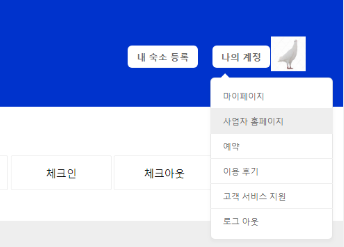 내 숙소 등록
나의 계정
마이페이지
사업자 홈페이지
예약
이용 후기
고객 서비스 지원
로그 아웃
체크인
체크아웃